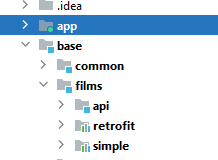 .idea
app
base
common
films
api
retrofit
simple